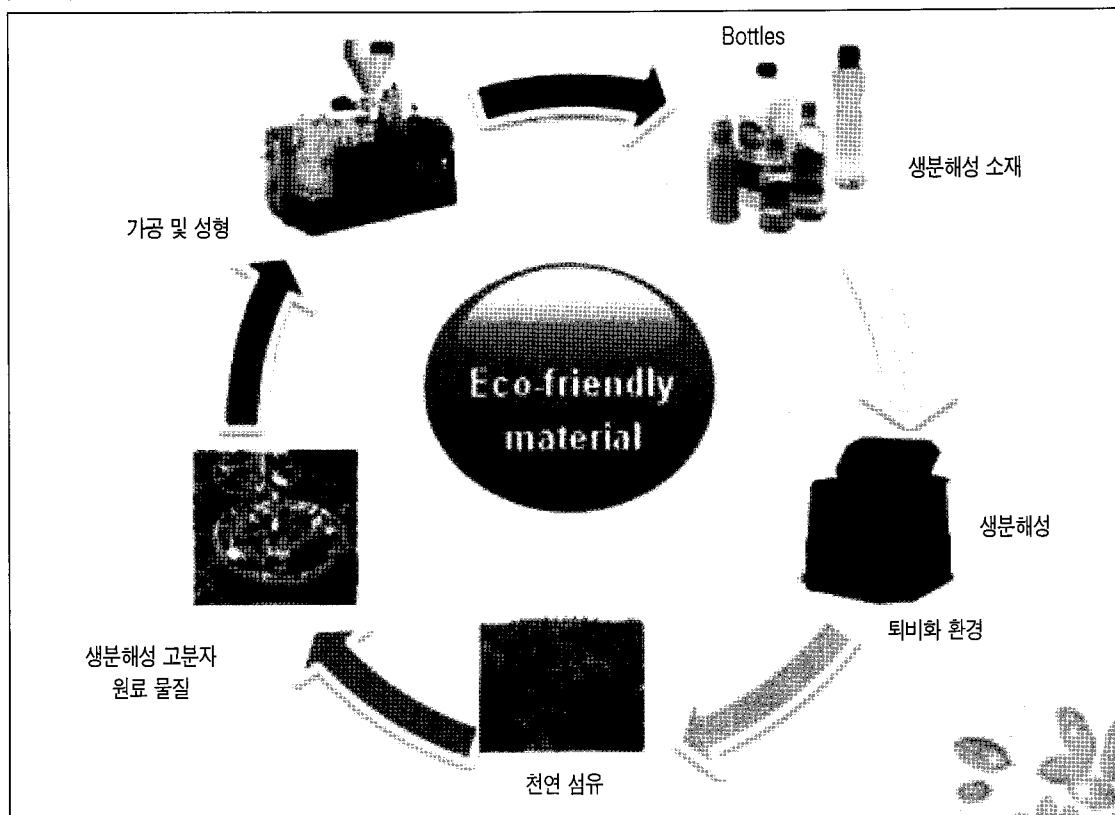 Bottles
생분해성 소재
가공 및 성형
Eco-friendly
material
생분해성
퇴비화 환경
생분해성 고분자
원료 물질
천연 섬유